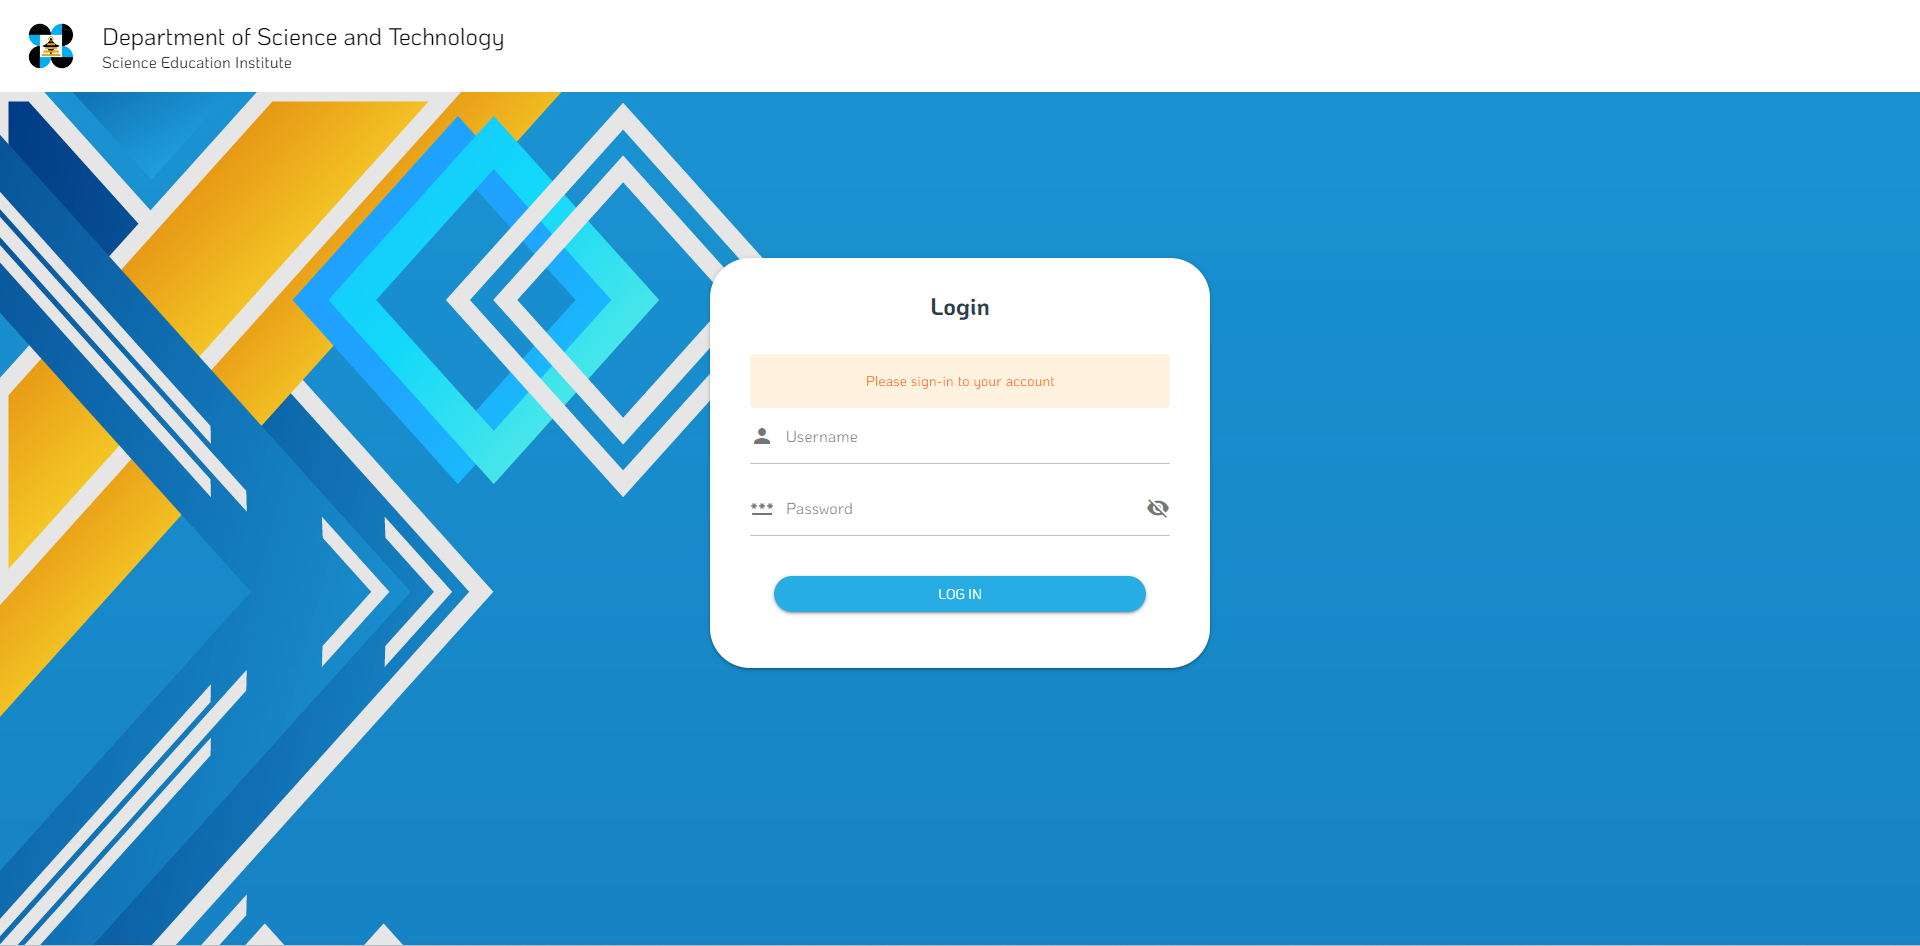 Department of Science and Technology
Science Education Institute
Login
Please sign-in to your account
Username
Password
LOG IN